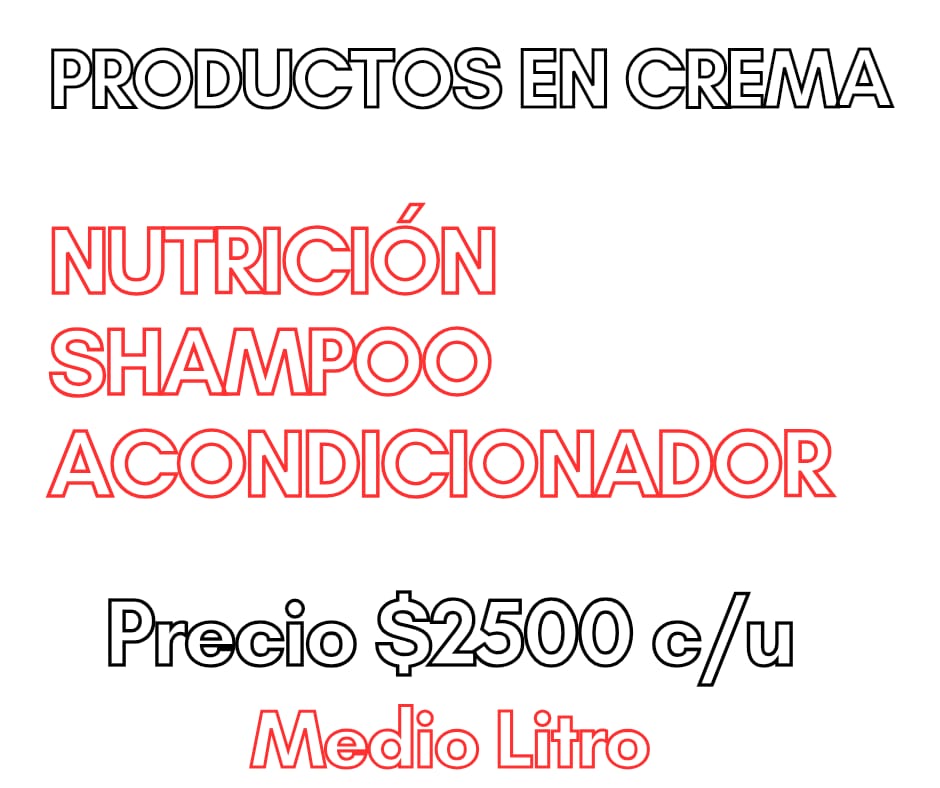 PRODUCTOS EN CREMA
NUTRICIÓN
SHAMPOO
ACONDICIONADOR
Precio $2500 c/u
Medio Litro